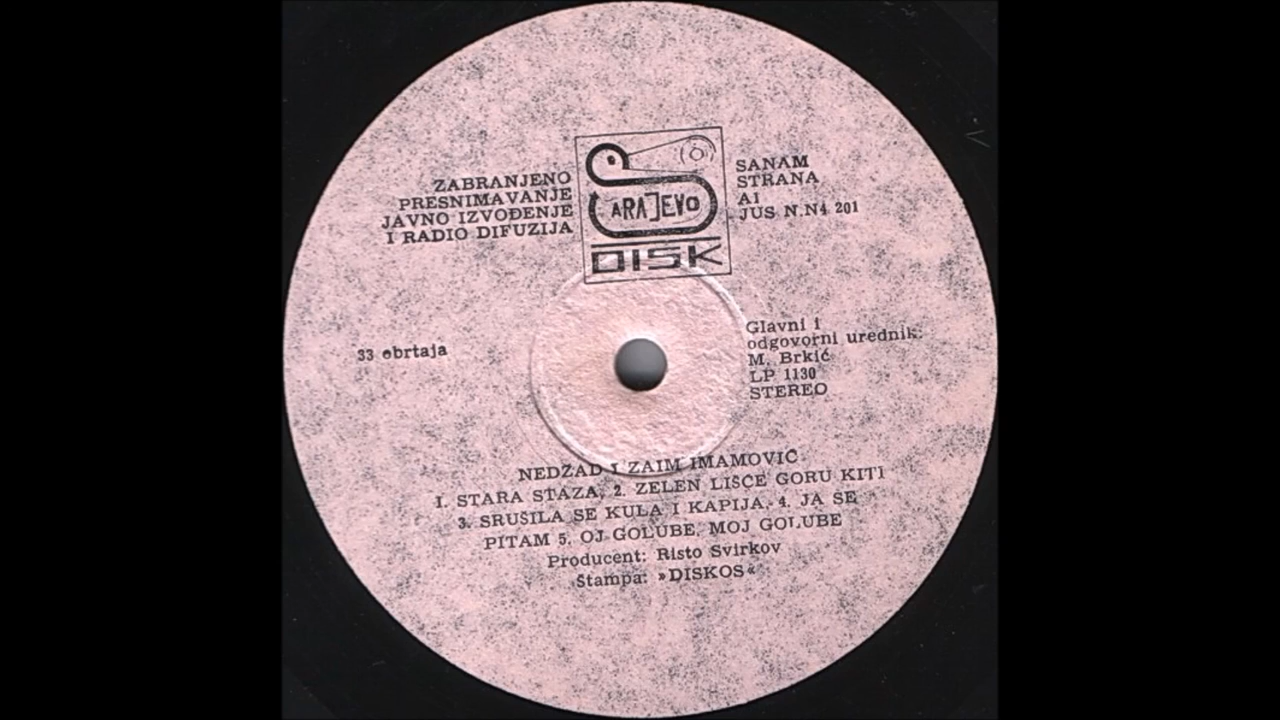 ZABRANJENO
PRESNIMAVANJE
JAVNO IZVOĐENJE
I RADIO DIFUZIJA
SARAJEVO
DISK
SANAM
STRANA
A1
JUS N.N4 201
33 obrtaja
Glavni i
odgovorni urednik:
M. Brkić
LP 1130
STEREO
NEDŽAD I ZAIM IMAMOVIĆ
1. STARA STAZA, 2. ZELEN LIŠĆE GORU KITI
3. SRUŠILA SE KULA I KAPIJA, 4. JA SE
PITAM 5. OJ GOLUBE, MOJ GOLUBE
Producent: Risto Svirkov
Štampa: »DISKOS«